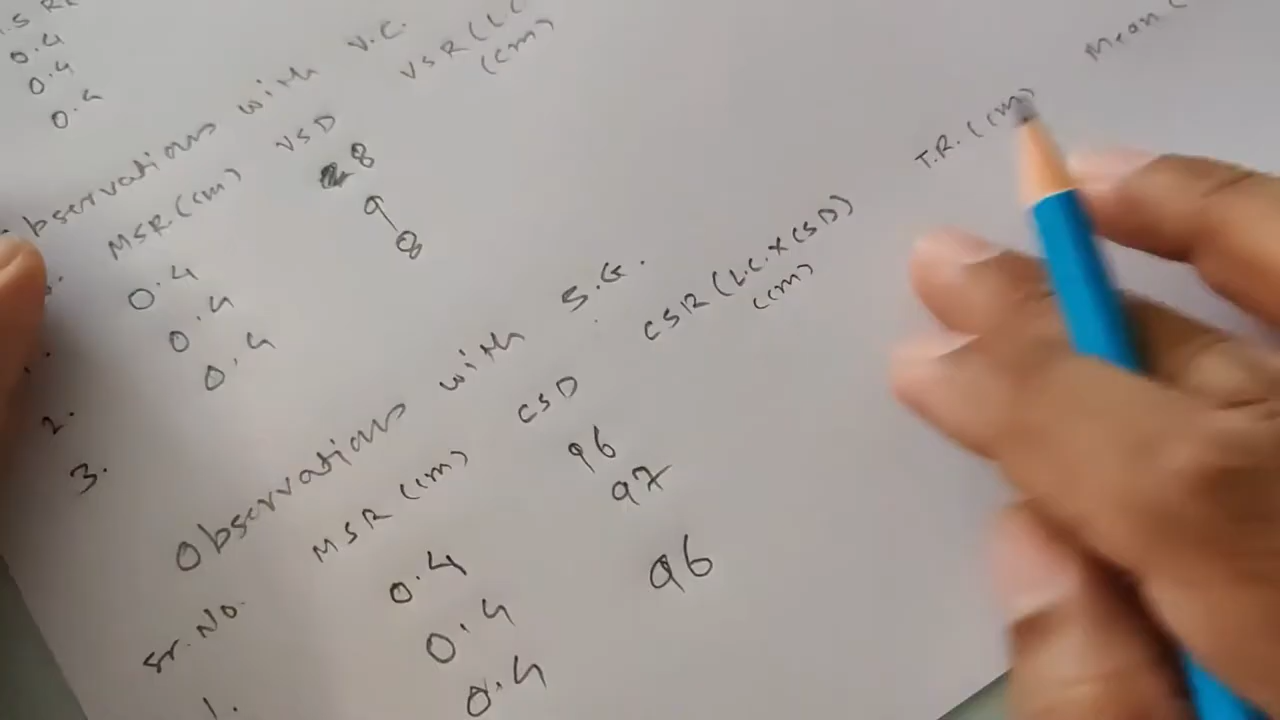 0.4
0.4
0.4
Observations with V.C.
MSR (cm) VSD VSR (L.C
(cm)
0.4 8
0.4 9
0.4 8
1.
2.
3.
Observations with S.G.
Sr. No. MSR (cm) CSD CSR (L.C. X CSD) T.R. (cm) Mean (
(cm)
1. 0.4 96
0.4 97
0.4 96